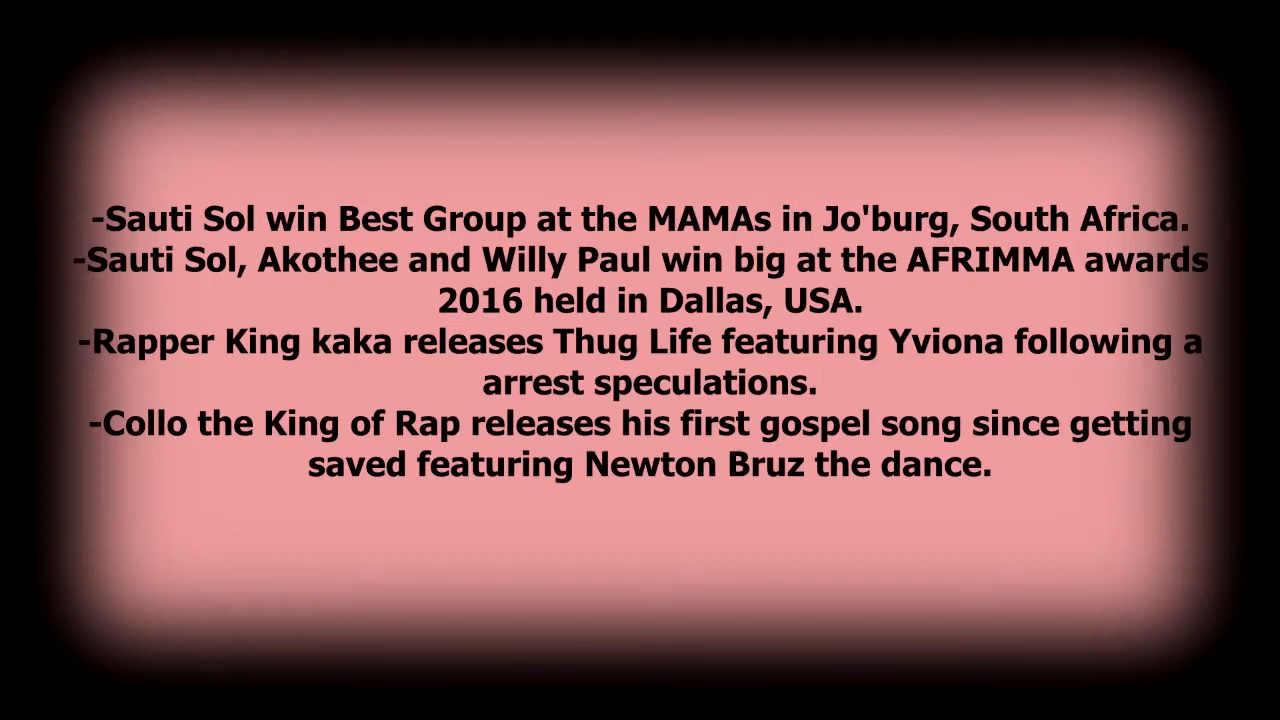 -Sauti Sol win Best Group at the MAMAs in Jo'burg, South Africa.
-Sauti Sol, Akothee and Willy Paul win big at the AFRIMMA awards
2016 held in Dallas, USA.
-Rapper King kaka releases Thug Life featuring Yviona following a
arrest speculations.
-Collo the King of Rap releases his first gospel song since getting
saved featuring Newton Bruz the dance.